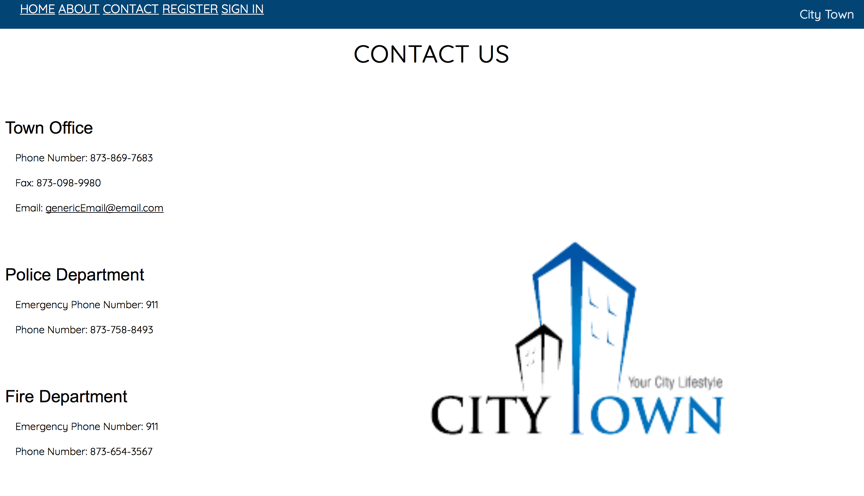 HOME ABOUT CONTACT REGISTER SIGN IN
City Town
CONTACT US
Town Office
Phone Number: 873-869-7683
Fax: 873-098-9980
Email: genericEmail@email.com
Police Department
Emergency Phone Number: 911
Phone Number: 873-758-8493
Fire Department
Emergency Phone Number: 911
Phone Number: 873-654-3567
Your City Lifestyle
CITY TOWN